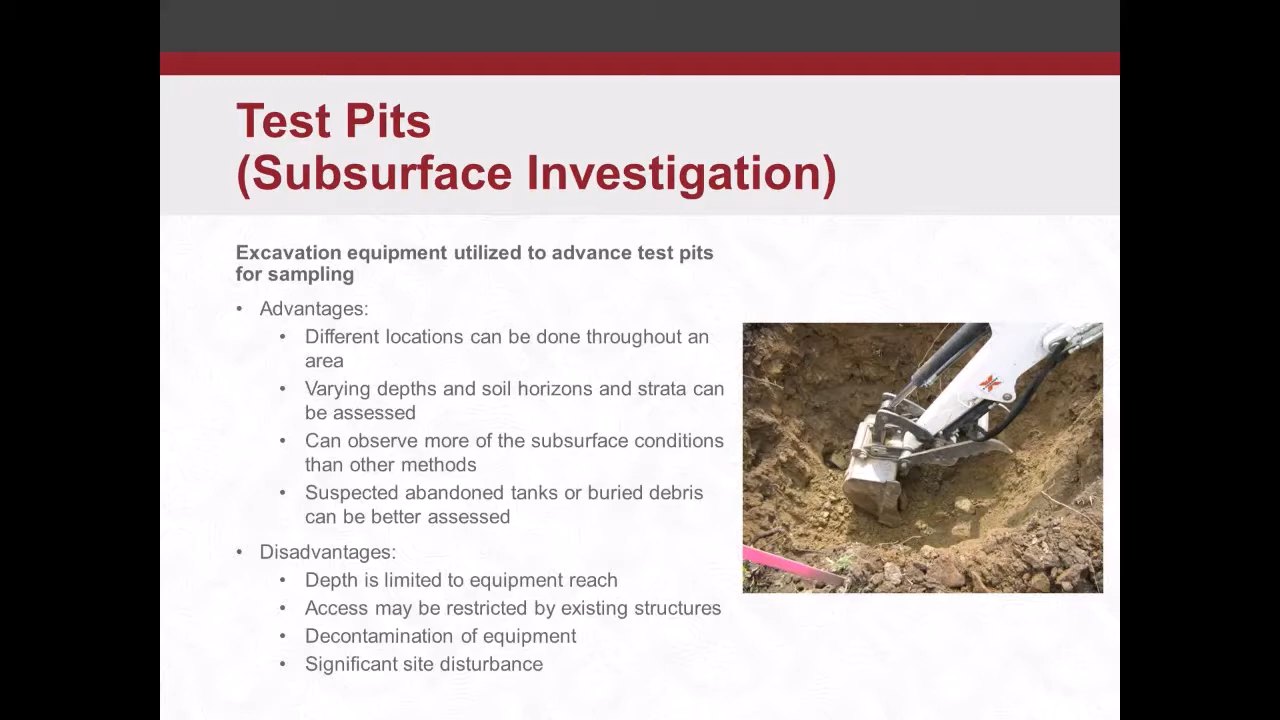 Test Pits
(Subsurface Investigation)
Excavation equipment utilized to advance test pits
for sampling
• Advantages:
• Different locations can be done throughout an
area
• Varying depths and soil horizons and strata can
be assessed
• Can observe more of the subsurface conditions
than other methods
• Suspected abandoned tanks or buried debris
can be better assessed
• Disadvantages:
• Depth is limited to equipment reach
• Access may be restricted by existing structures
• Decontamination of equipment
• Significant site disturbance